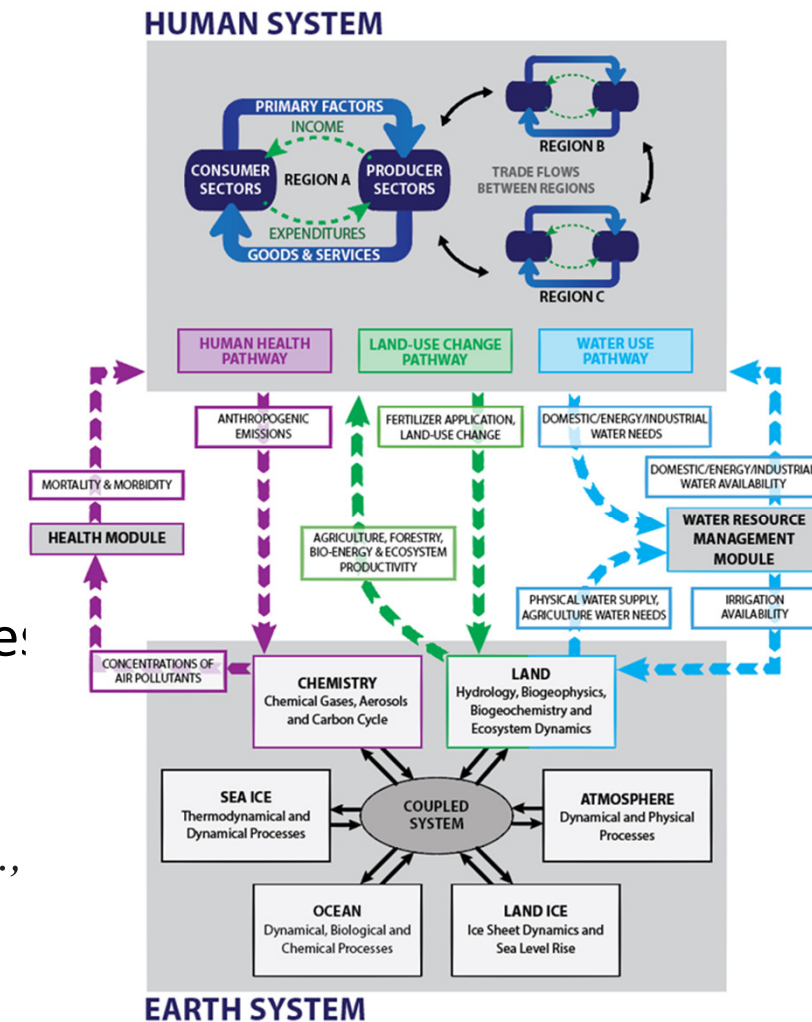 HUMAN SYSTEM
PRIMARY FACTORS
INCOME
CONSUMER
SECTORS
REGION A
PRODUCER
SECTORS
EXPENDITURES
GOODS & SERVICES
REGION B
TRADE FLOWS
BETWEEN REGIONS
REGION C
HUMAN HEALTH
PATHWAY
LAND-USE CHANGE
PATHWAY
WATER USE
PATHWAY
ANTHROPOGENIC
EMISSIONS
FERTILIZER APPLICATION,
LAND-USE CHANGE
DOMESTIC/ENERGY/INDUSTRIAL
WATER NEEDS
MORTALITY & MORBIDITY
DOMESTIC/ENERGY/INDUSTRIAL
WATER AVAILABILITY
HEALTH MODULE
AGRICULTURE, FORESTRY,
BIO-ENERGY & ECOSYSTEM
PRODUCTIVITY
WATER RESOURCE
MANAGEMENT
MODULE
PHYSICAL WATER SUPPLY,
AGRICULTURE WATER NEEDS
IRRIGATION
AVAILABILITY
CONCENTRATIONS OF
AIR POLLUTANTS
CHEMISTRY
Chemical Gases, Aerosols
and Carbon Cycle
LAND
Hydrology, Biogeophysics,
Biogeochemistry and
Ecosystem Dynamics
SEA ICE
Thermodynamical and
Dynamical Processes
COUPLED
SYSTEM
ATMOSPHERE
Dynamical and Physical
Processes
.,
OCEAN
Dynamical, Biological and
Chemical Processes
LAND ICE
Ice Sheet Dynamics and
Sea Level Rise
EARTH SYSTEM